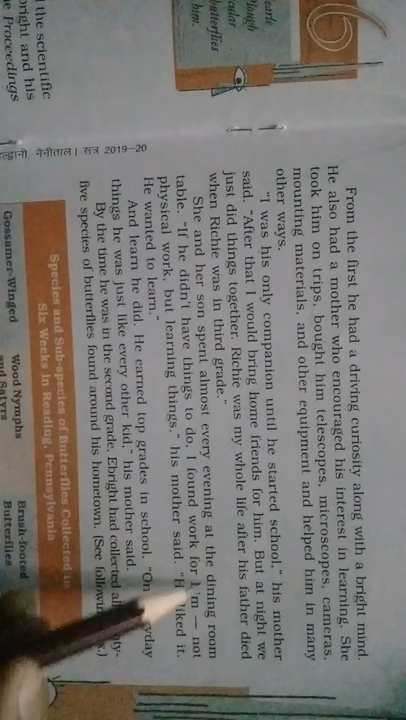 earlo
Plough
cular
butterflies
him.
l the scientific
bright and his
he Proceedings
नैनीताल। सत्र 2019–20
From the first he had a driving curiosity along with a bright mind.
He also had a mother who encouraged his interest in learning. She
took him on trips, bought him telescopes, microscopes, cameras,
mounting materials, and other equipment and helped him in many
other ways.
"I was his only companion until he started school," his mother
said. "After that I would bring home friends for him. But at night we
just did things together. Richie was my whole life after his father died
when Richie was in third grade."
She and her son spent almost every evening at the dining room
table. "If he didn't have things to do, I found work for — not
physical work, but learning things," his mother said. liked it.
He wanted to learn."
And learn he did. He earned top grades in school. "On yday
things he was just like every other kid," his mother said.
By the time he was in the second grade, Ebright had collected all ty-
five species of butterflies found around his hometown. (See followin .)
Species and Sub-species of Butterflies Collected in
Six Weeks in Reading, Pennsylvania
Gossamer-Winged
Wood Nymphs
and Satyrs
Brush-footed
Butterflies